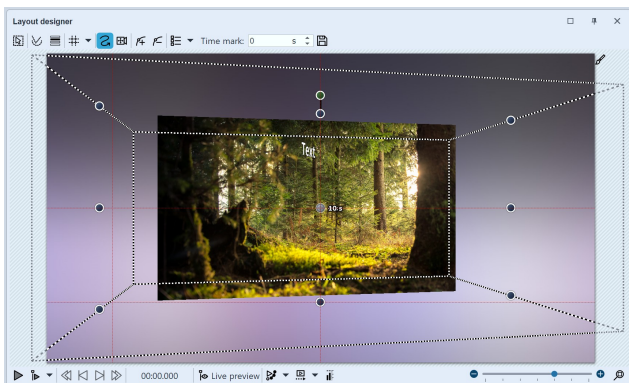 Layout designer
Time mark: 0 s
Text
10 s
00:00.000 Live preview